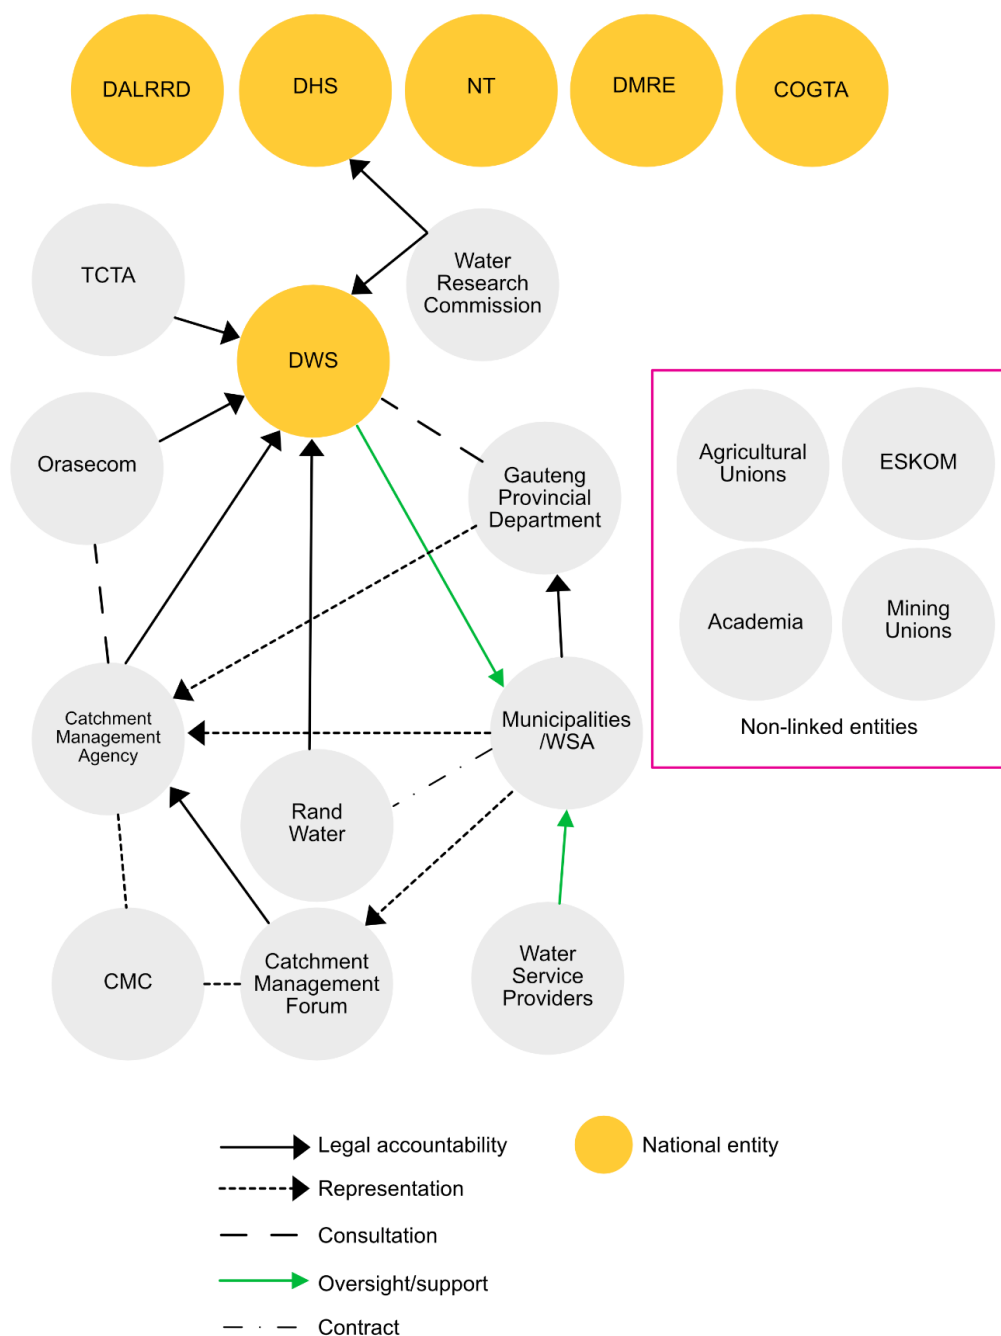 DALRRD
DHS
NT
DMRE
COGTA
TCTA
Water
Research
Commission
DWS
Orasecom
Gauteng
Provincial
Department
Agricultural
Unions
ESKOM
Academia
Mining
Unions
Non-linked entities
Catchment
Management
Agency
Municipalities
/WSA
Rand
Water
CMC
Catchment
Management
Forum
Water
Service
Providers
Legal accountability
National entity
Representation
Consultation
Oversight/support
Contract